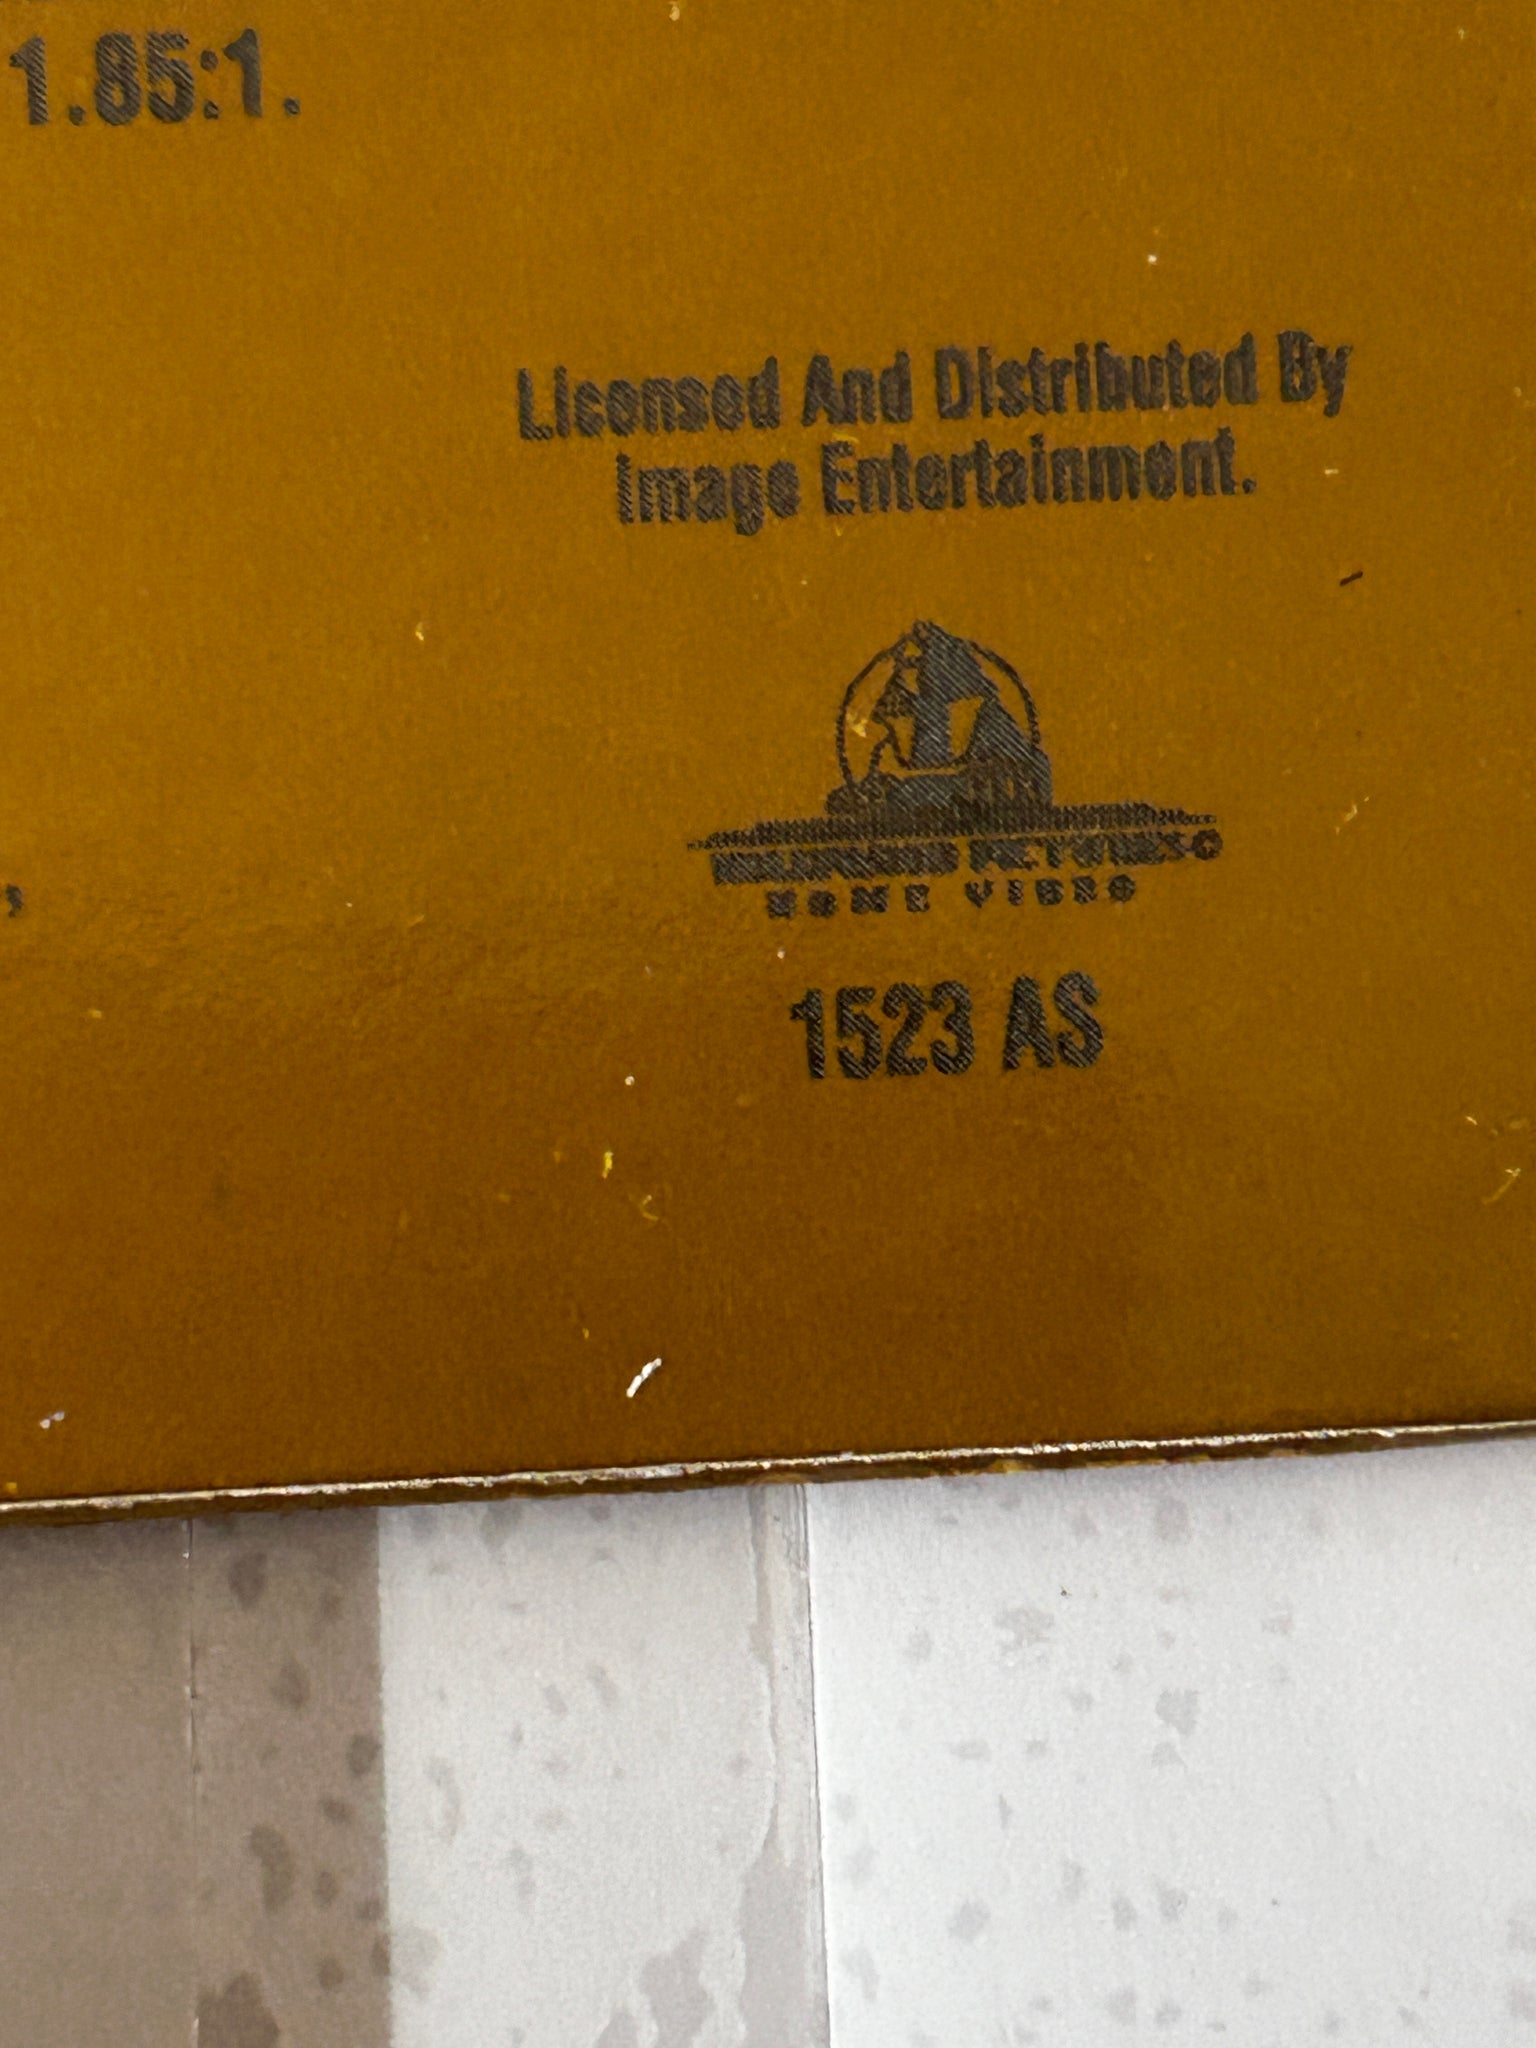 1.85:1.
Licensed And Distributed By
Image Entertainment.
HOLLYWOOD PICTURES
HOME VIDEO
1523 AS